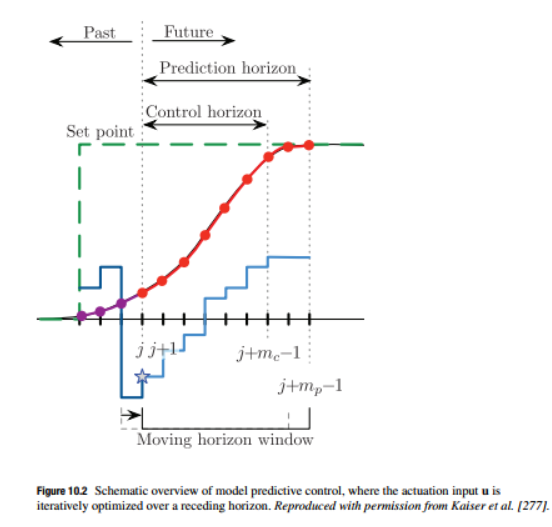 Past
Future
Prediction horizon
Control horizon
Set point
j
j+1
j+m_c−1
j+m_p−1
Moving horizon window
Figure 10.2 Schematic overview of model predictive control, where the actuation input u is
iteratively optimized over a receding horizon. Reproduced with permission from Kaiser et al. [277].